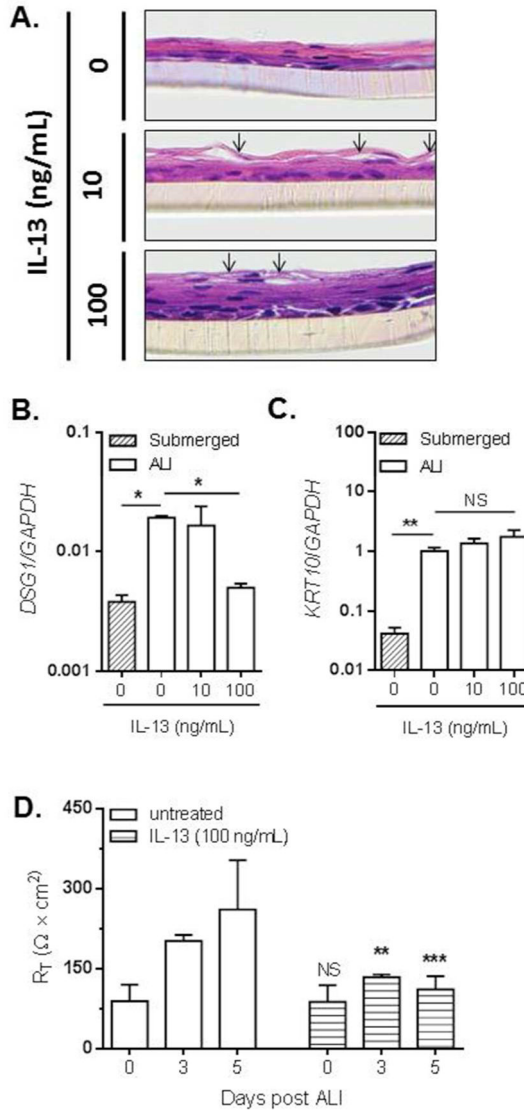 A.
IL-13 (ng/mL)
0
10
100
B.
Submerged
ALI
DSG1/GAPDH
0.1
0.01
0.001
*
*
0 0 10 100
IL-13 (ng/mL)
C.
Submerged
ALI
KRT10/GAPDH
100
10
1
0.1
0.01
**
NS
0 0 10 100
IL-13 (ng/mL)
D.
untreated
IL-13 (100 ng/mL)
RT (Ω × cm²)
450
300
150
0
NS
**
***
0 3 5 0 3 5
Days post ALI